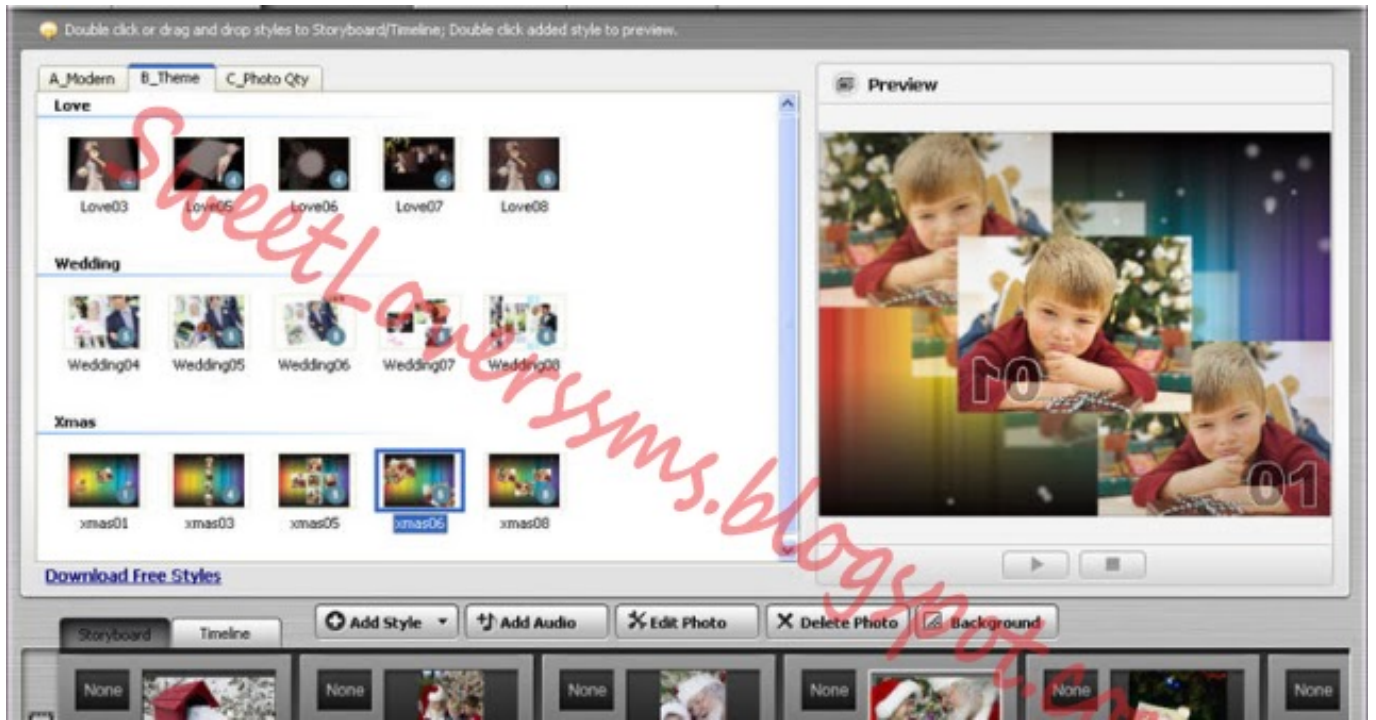 Double click or drag and drop styles to Storyboard/Timeline; Double click added style to preview.
A_Modern B_Theme C_Photo Qty
Preview
Love
Love03 Love05 Love06 Love07 Love08
Wedding
Wedding04 Wedding05 Wedding06 Wedding07 Wedding08
Xmas
xmas01 xmas03 xmas05 xmas06 xmas08
01
01
Download Free Styles
Storyboard Timeline
Add Style Add Audio Edit Photo Delete Photo Background
None None None None None None
SweetLoverssms.blogspot.com